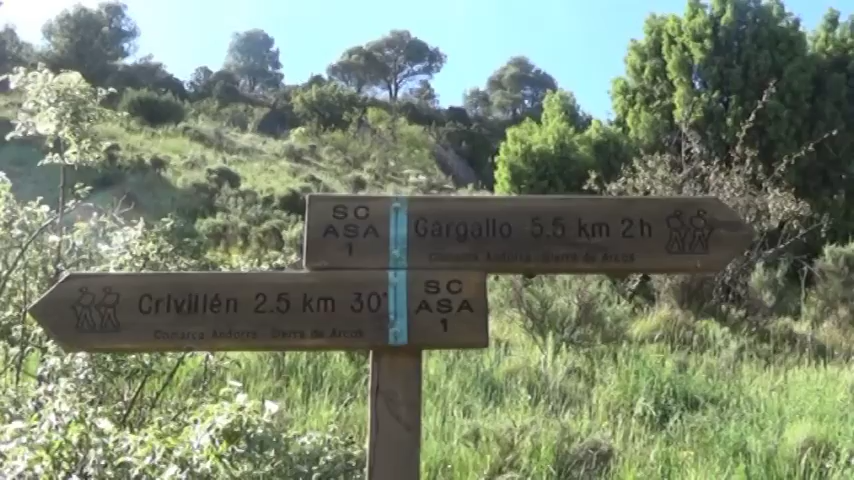 SC
ASA
1
Gargallo 5.5 km 2h
Comarca Andorra Sierra de Arcos
Crivillén 2.5 km 30'
Comarca Andorra Sierra de Arcos
SC
ASA
1